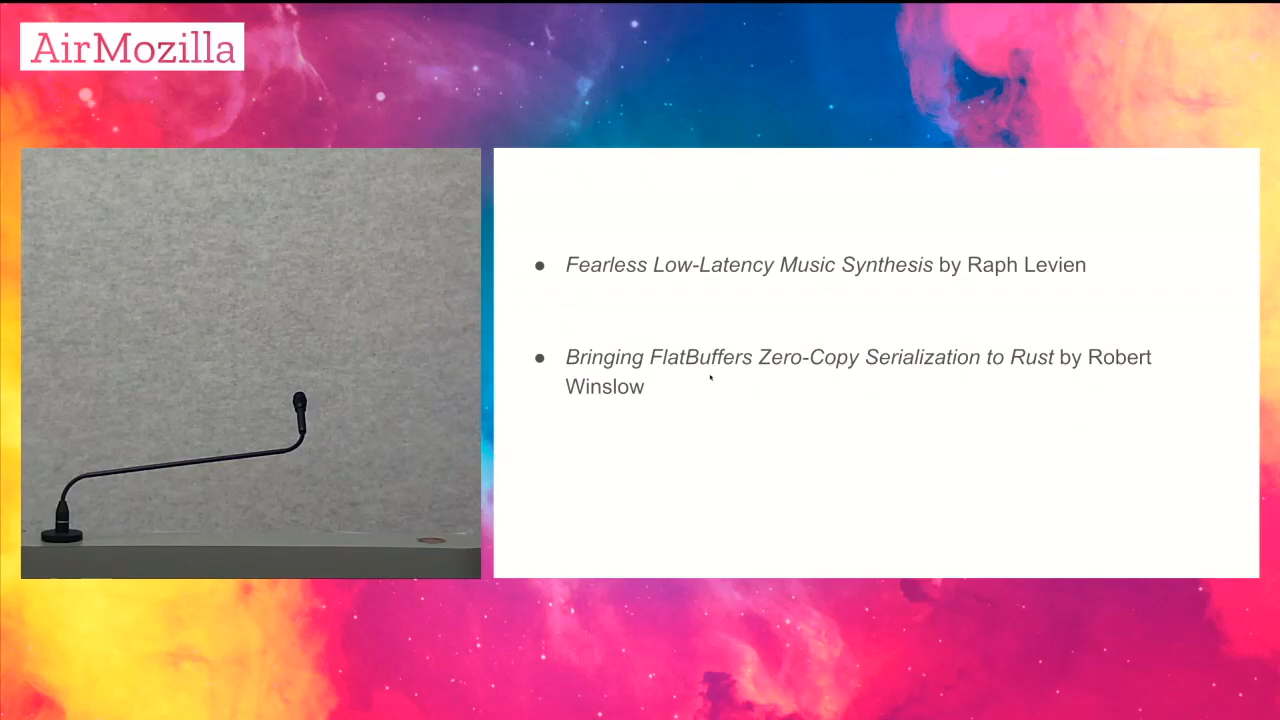 AirMozilla
● Fearless Low-Latency Music Synthesis by Raph Levien
● Bringing FlatBuffers Zero-Copy Serialization to Rust by Robert
Winslow